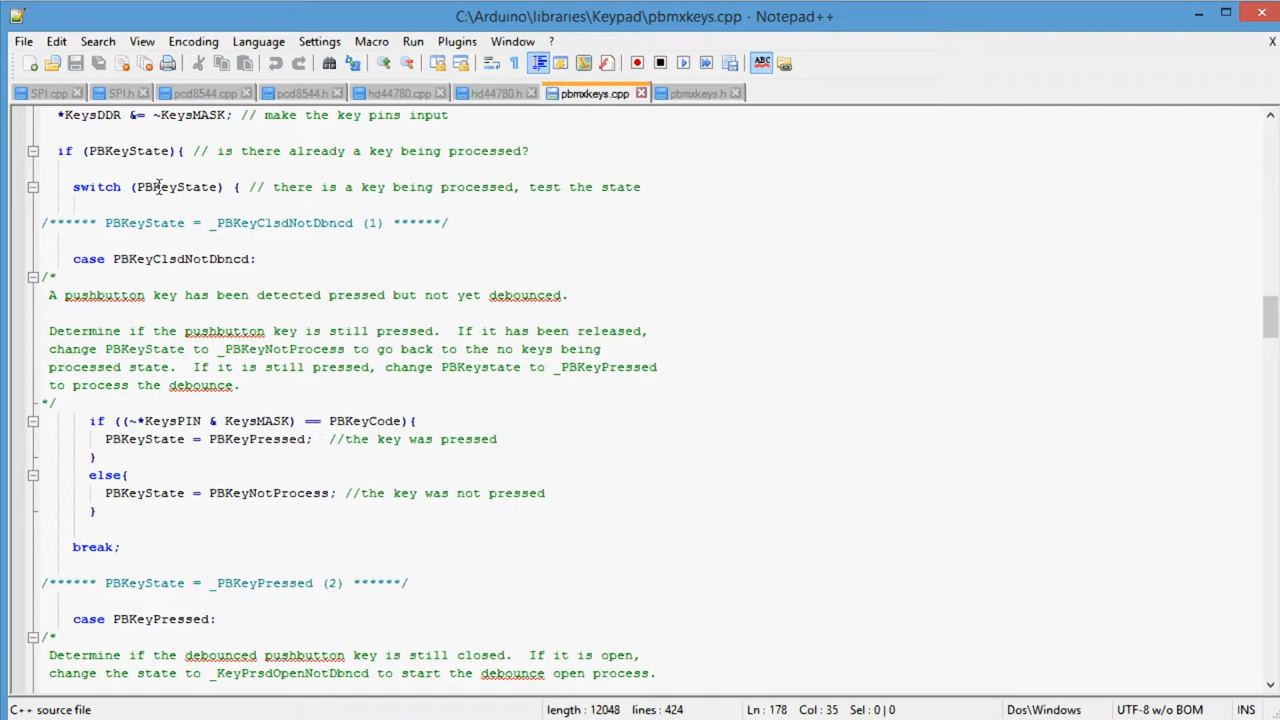 C:\Arduino\libraries\Keypad\pbmxkeys.cpp - Notepad++
File Edit Search View Encoding Language Settings Macro Run Plugins Window ? X
SPI.cpp SPI.h pcd8544.cpp pcd8544.h hd44780.cpp hd44780.h pbmxkeys.cpp pbmxkeys.h
*KeysDDR &= ~KeysMASK; // make the key pins input
if (PBKeyState){ // is there already a key being processed?
switch (PBKeyState) { // there is a key being processed, test the state
/****** PBKeyState = _PBKeyClsdNotDbncd (1) ******/
case PBKeyClsdNotDbncd:
/*
A pushbutton key has been detected pressed but not yet debounced.
Determine if the pushbutton key is still pressed.  If it has been released,
change PBKeyState to _PBKeyNotProcess to go back to the no keys being
processed state.  If it is still pressed, change PBKeystate to _PBKeyPressed
to process the debounce.
*/
if ((~*KeysPIN & KeysMASK) == PBKeyCode){
PBKeyState = PBKeyPressed;  //the key was pressed
}
else{
PBKeyState = PBKeyNotProcess; //the key was not pressed
}
break;
/****** PBKeyState = _PBKeyPressed (2) ******/
case PBKeyPressed:
/*
Determine if the debounced pushbutton key is still closed.  If it is open,
change the state to _KeyPrsdOpenNotDbncd to start the debounce open process.
C++ source file length : 12048 lines : 424 Ln : 178 Col : 35 Sel : 0 | 0 Dos\Windows UTF-8 w/o BOM INS